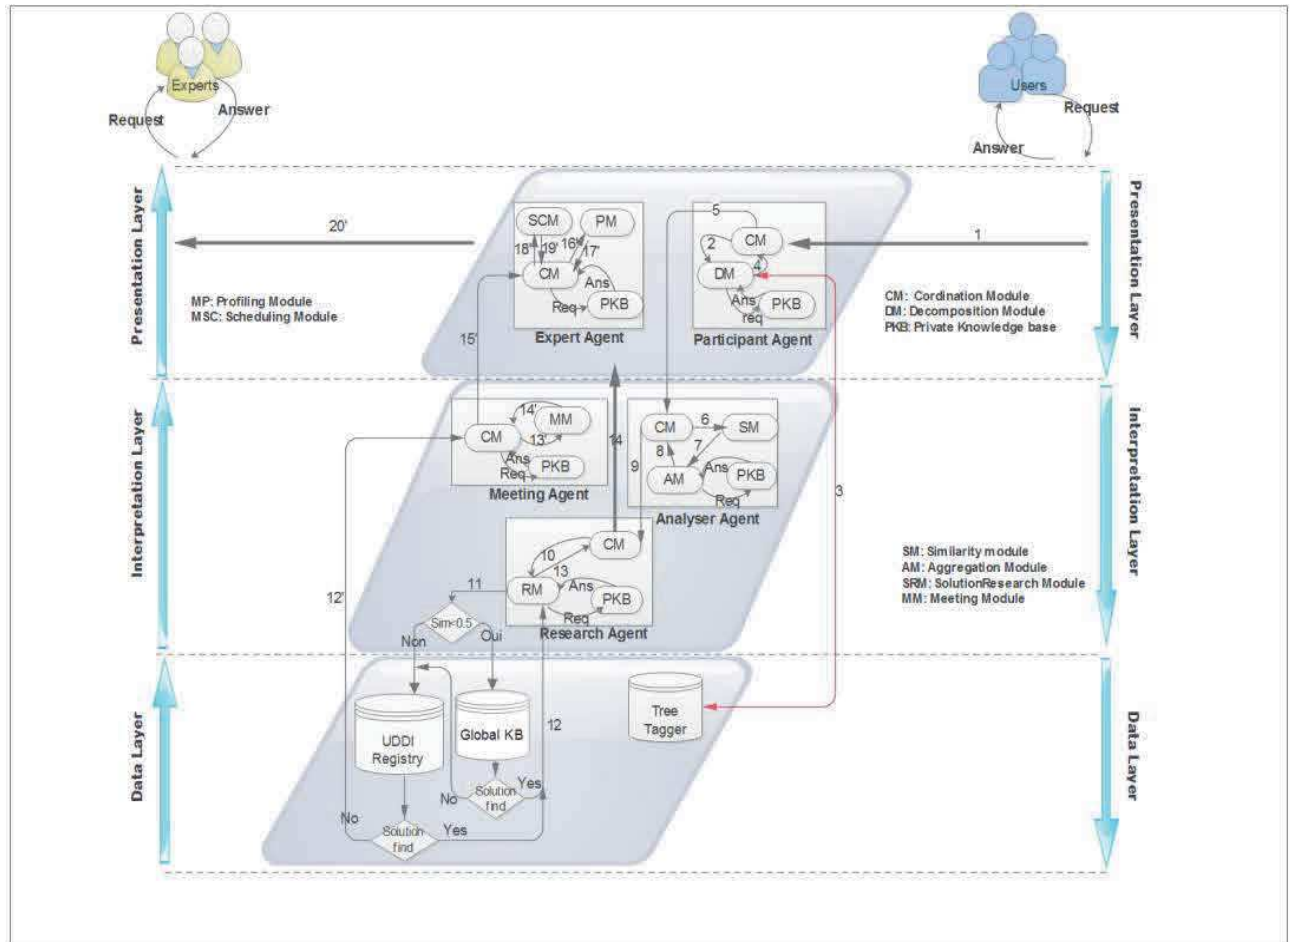 Experts
Request
Answer
Users
Request
Answer
Presentation Layer
Presentation Layer
20'
1
5
SCM
PM
18'
19'
16'
17'
CM
Ans
Req
PKB
Expert Agent
CM
2
4
DM
Ans
req
PKB
Participant Agent
MP: Profiling Module
MSC: Scheduling Module
CM: Cordination Module
DM: Decomposition Module
PKB: Private Knowledge base
15'
Interpretation Layer
Interpretation Layer
14'
MM
CM
13'
Ans
Req
PKB
Meeting Agent
14
9
CM
6
SM
7
8
AM
Ans
Req
PKB
Analyser Agent
3
CM
10
13
RM
Ans
Req
PKB
Research Agent
11
Sim<0.5
Non
Oui
12'
SM: Similarity module
AM: Aggregation Module
SRM: SolutionResearch Module
MM: Meeting Module
Data Layer
Data Layer
UDDI
Registry
Global KB
12
Tree
Tagger
Solution
find
No
Yes
Solution
find
No
Yes